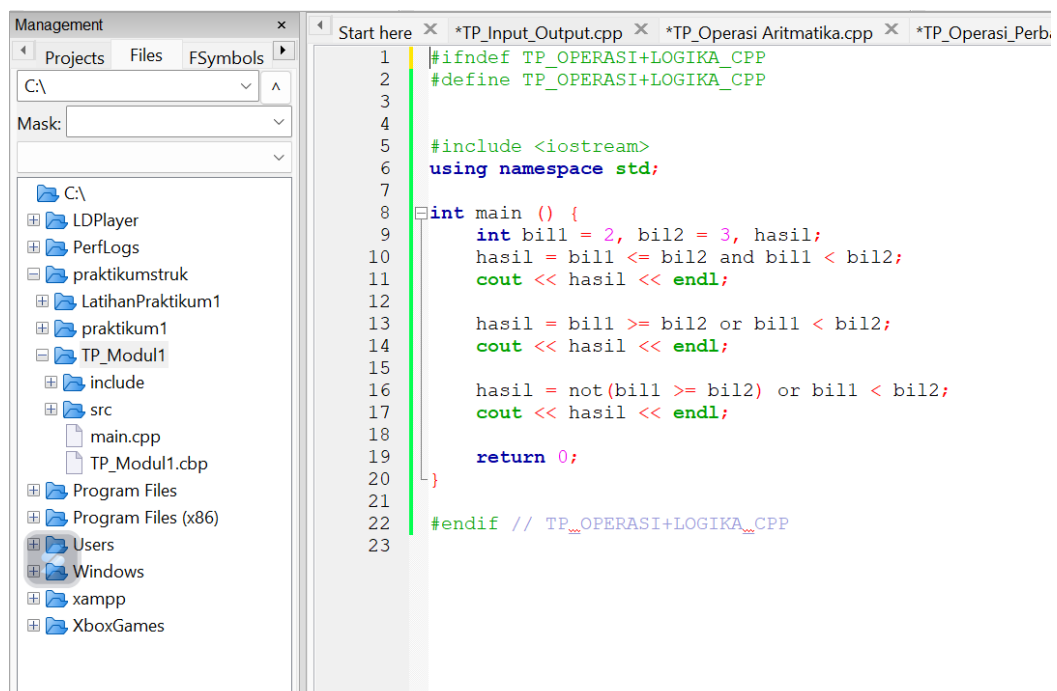 Management ×
Start here × *TP_Input_Output.cpp × *TP_Operasi Aritmatika.cpp × *TP_Operasi_Perba
Projects Files FSymbols
C:\
Mask:
C:\
LDPlayer
PerfLogs
praktikumstruk
LatihanPraktikum1
praktikum1
TP_Modul1
include
src
main.cpp
TP_Modul1.cbp
Program Files
Program Files (x86)
Users
Windows
xampp
XboxGames
1 #ifndef TP_OPERASI+LOGIKA_CPP
2 #define TP_OPERASI+LOGIKA_CPP
3
4
5 #include <iostream>
6 using namespace std;
7
8 int main () {
9 int bil1 = 2, bil2 = 3, hasil;
10 hasil = bil1 <= bil2 and bil1 < bil2;
11 cout << hasil << endl;
12
13 hasil = bil1 >= bil2 or bil1 < bil2;
14 cout << hasil << endl;
15
16 hasil = not(bil1 >= bil2) or bil1 < bil2;
17 cout << hasil << endl;
18
19 return 0;
20 }
21
22 #endif // TP_OPERASI+LOGIKA_CPP
23